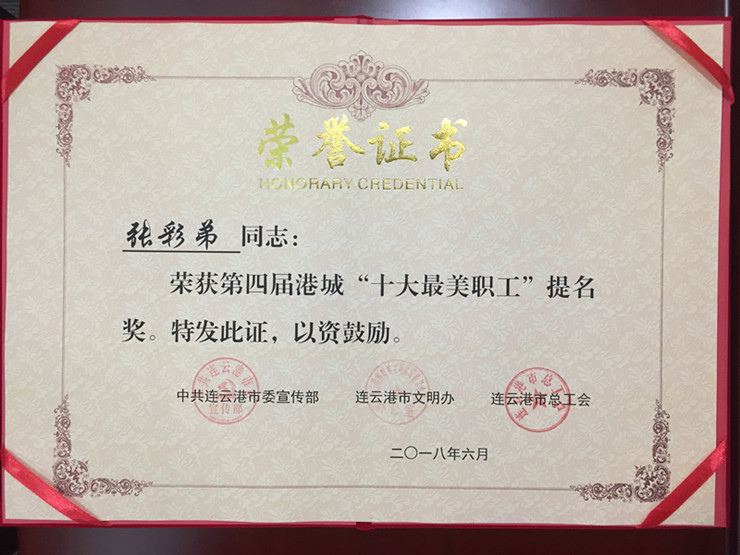 荣誉证书
HONORARY CREDENTIAL
张彩弟 同志：
荣获第四届港城“十大最美职工”提名
奖。特发此证，以资鼓励。
中共连云港市委宣传部 连云港市文明办 连云港市总工会
二〇一八年六月